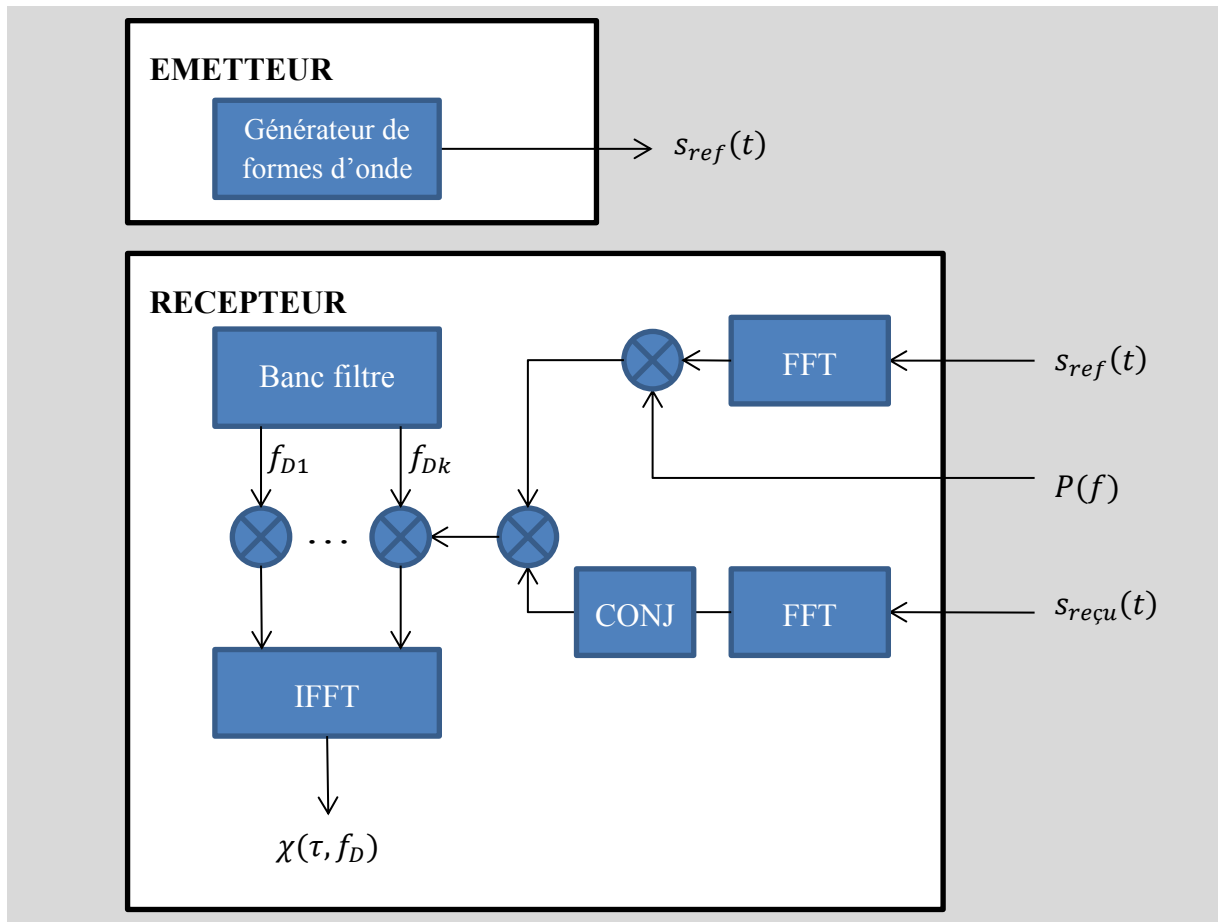 EMETTEUR
Générateur de
formes d'onde
s_ref(t)
RECEPTEUR
Banc filtre
FFT
s_ref(t)
f_D1
f_Dk
P(f)
...
CONJ
FFT
s_reçu(t)
IFFT
χ(τ, f_D)